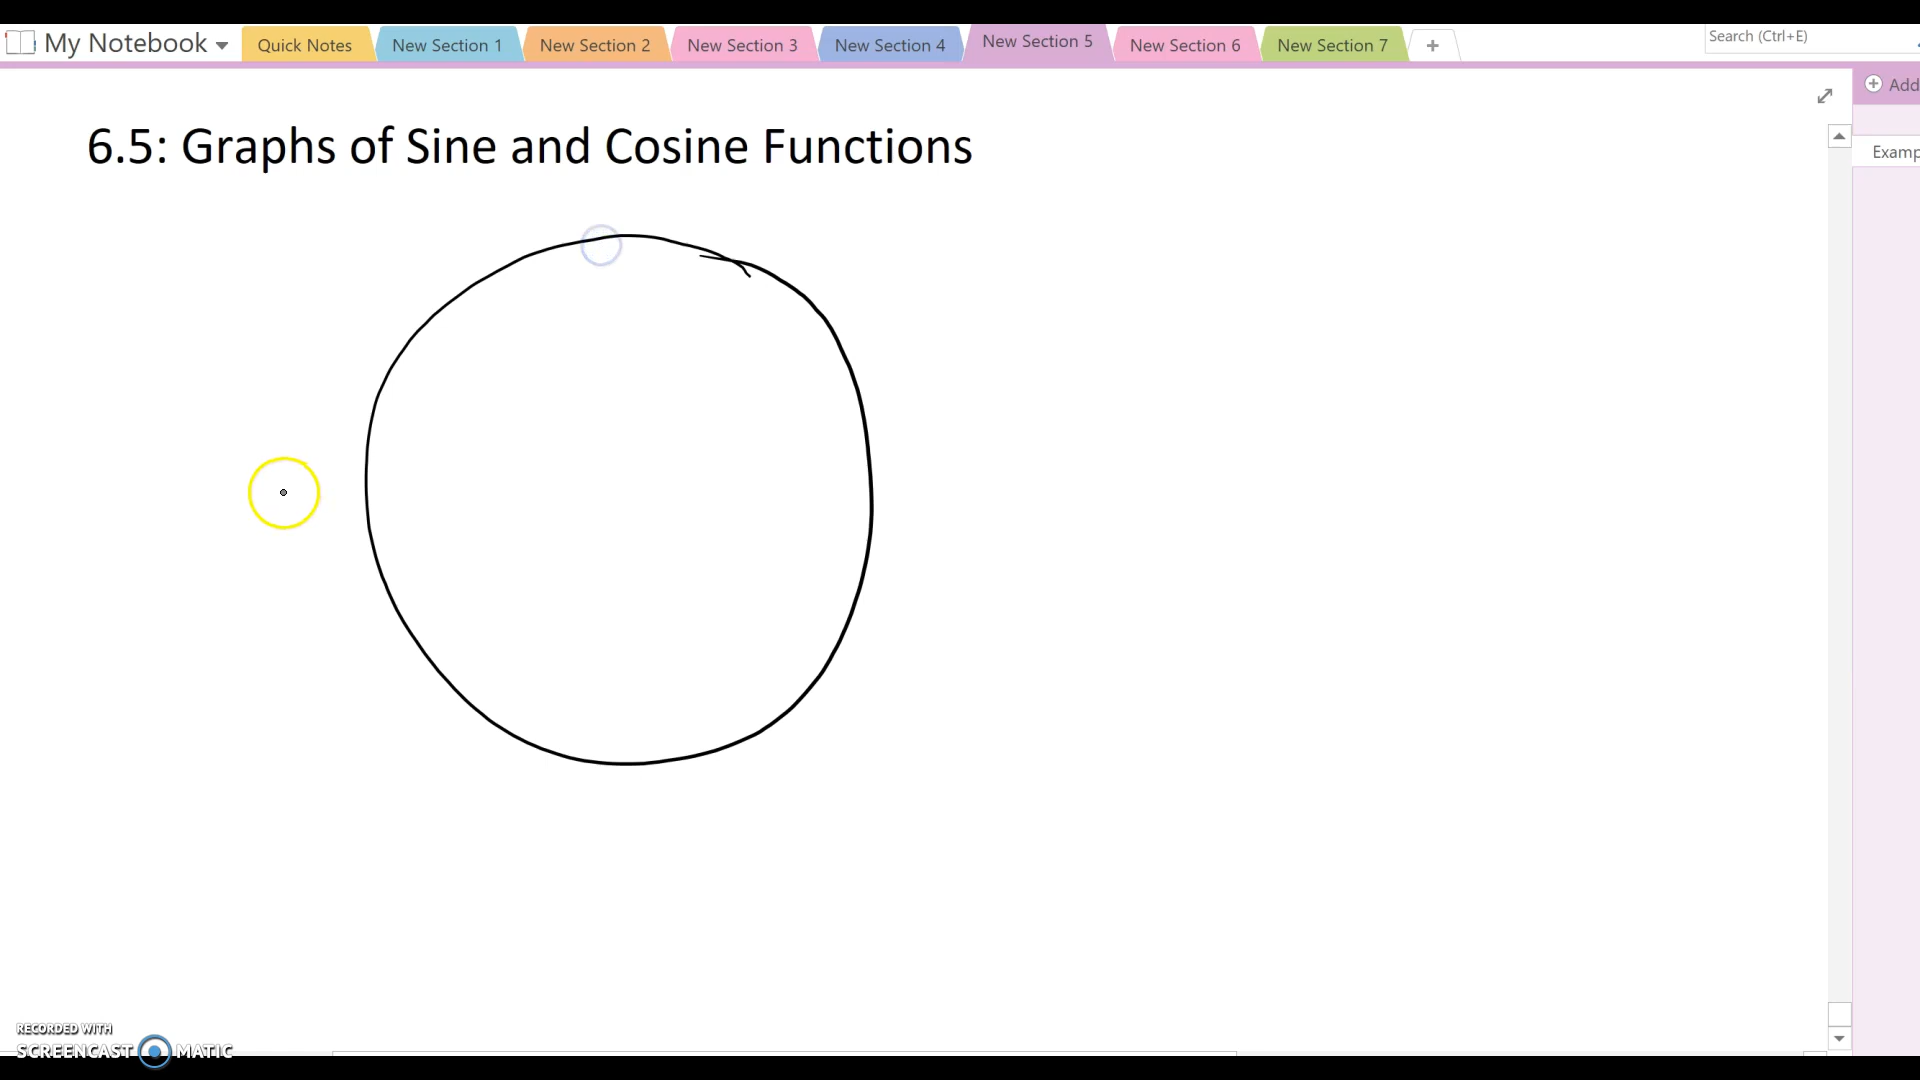 My Notebook
Quick Notes
New Section 1
New Section 2
New Section 3
New Section 4
New Section 5
New Section 6
New Section 7
+
Search (Ctrl+E)
Add
6.5: Graphs of Sine and Cosine Functions
Examp
RECORDED WITH
SCREENCAST MATIC